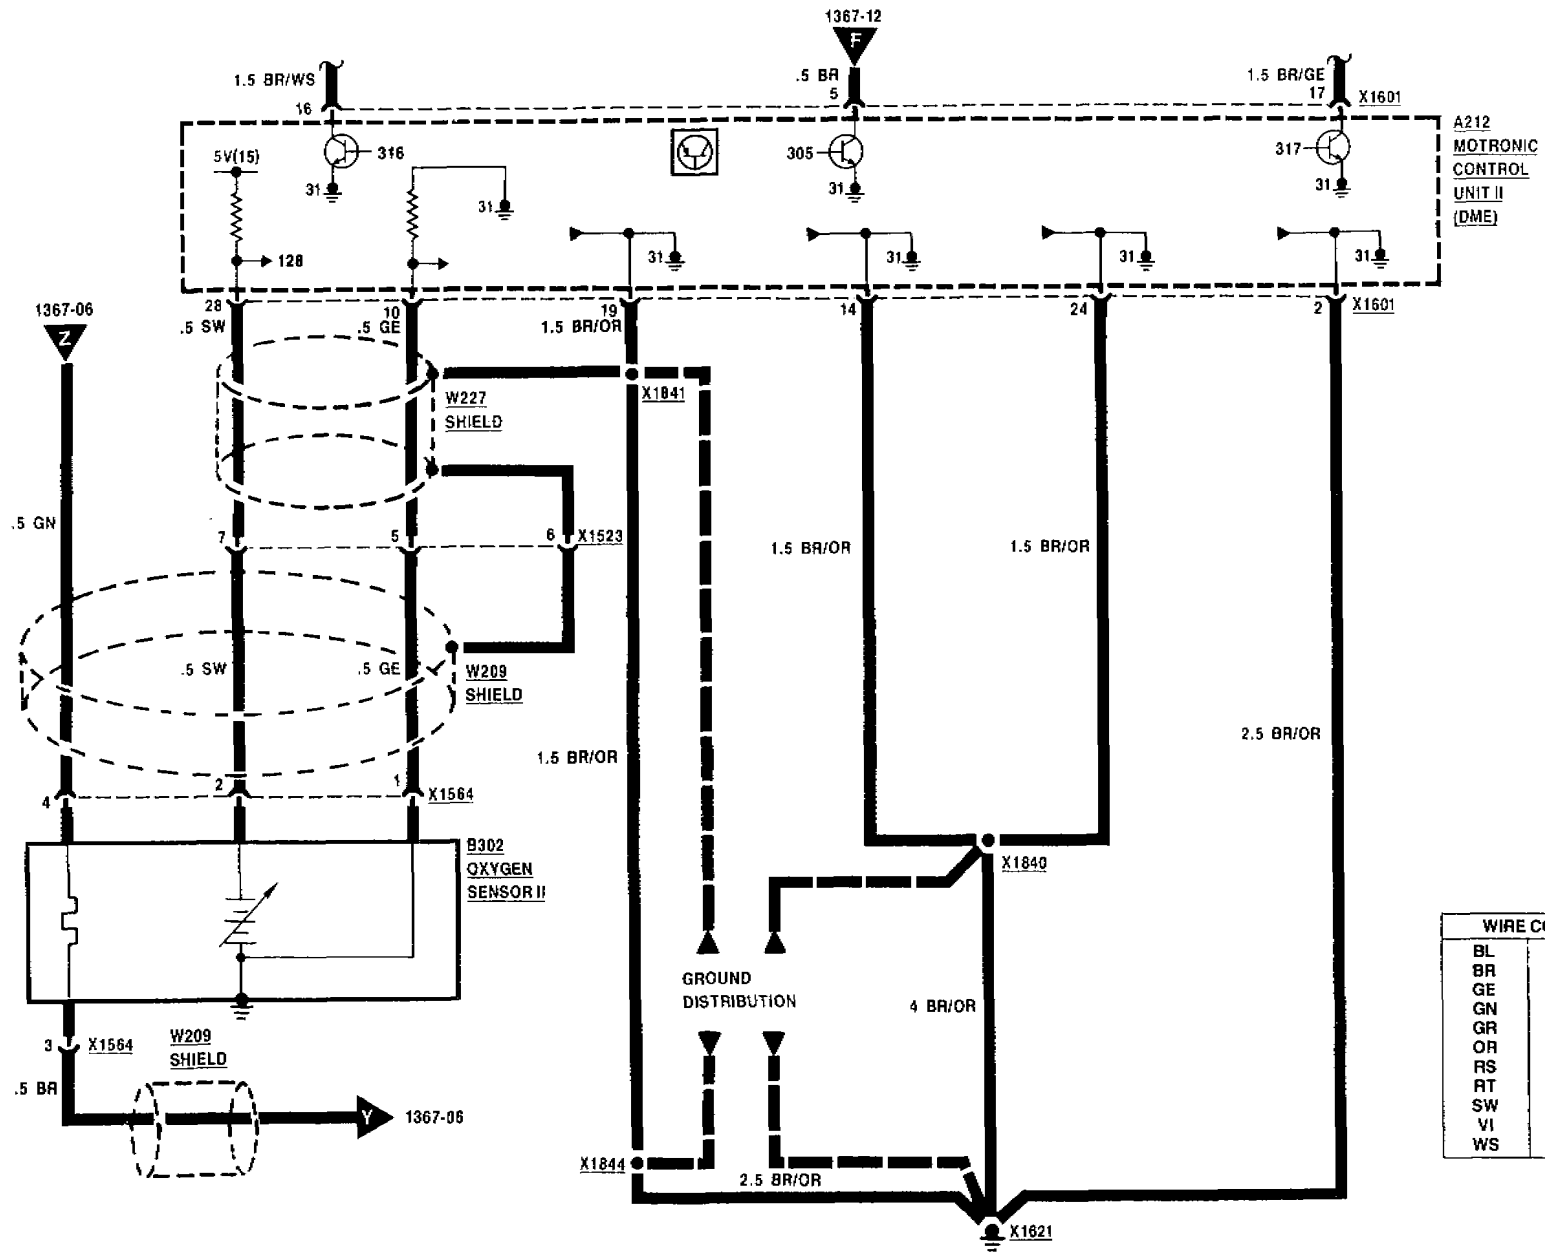 1367-12
F
1.5 BR/WS
.5 BR
1.5 BR/GE
16
5
17
X1601
A212
MOTRONIC
CONTROL
UNIT II
(DME)
5V(15)
316
305
317
31
31
31
31
31
31
31
31
128
1367-06
Z
28
10
19
14
24
2
X1601
.5 SW
.5 GE
1.5 BR/OR
X1841
W227
SHIELD
.5 GN
7
5
6
X1523
1.5 BR/OR
1.5 BR/OR
.5 SW
.5 GE
W209
SHIELD
2.5 BR/OR
1.5 BR/OR
4
2
1
X1564
B302
OXYGEN
SENSOR II
X1840
GROUND
DISTRIBUTION
4 BR/OR
WIRE CO
BL
BR
GE
GN
GR
OR
RS
RT
SW
VI
WS
3
X1564
W209
SHIELD
.5 BR
Y
1367-06
X1844
2.5 BR/OR
X1621